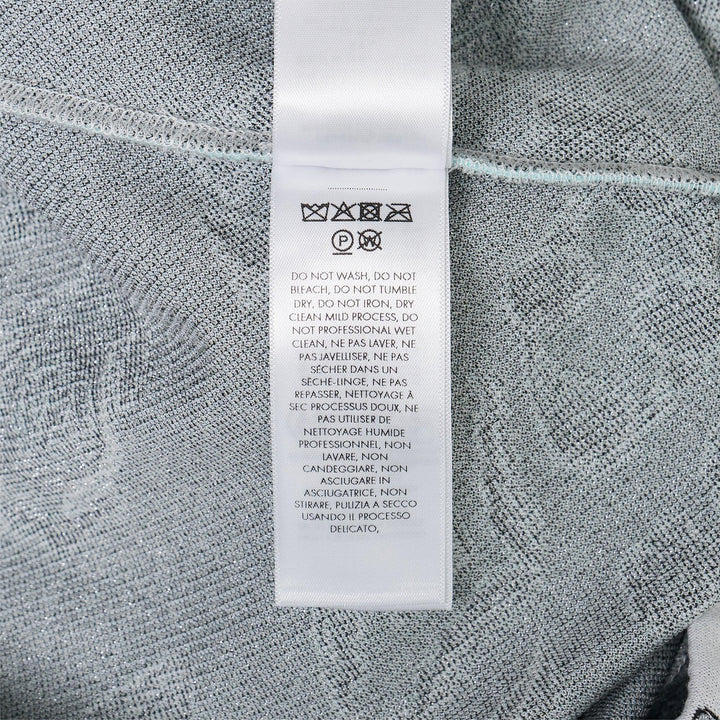 P W
DO NOT WASH, DO NOT
BLEACH, DO NOT TUMBLE
DRY, DO NOT IRON, DRY
CLEAN MILD PROCESS, DO
NOT PROFESSIONAL WET
CLEAN, NE PAS LAVER, NE
PAS JAVELLISER, NE PAS
SÉCHER DANS UN
SÈCHE-LINGE, NE PAS
REPASSER, NETTOYAGE À
SEC PROCESSUS DOUX, NE
PAS UTILISER DE
NETTOYAGE HUMIDE
PROFESSIONNEL, NON
LAVARE, NON
CANDEGGIARE, NON
ASCIUGARE IN
ASCIUGATRICE, NON
STIRARE, PULIZIA A SECCO
USANDO IL PROCESSO
DELICATO,